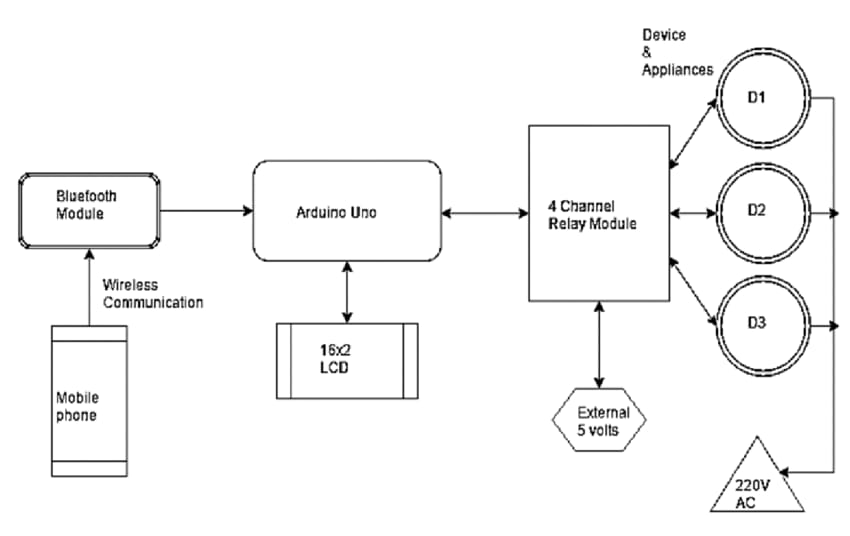 Device
&
Appliances
D1
Bluetooth
Module
Arduino Uno
4 Channel
Relay Module
D2
Wireless
Communication
D3
16x2
LCD
Mobile
phone
External
5 volts
220V
AC